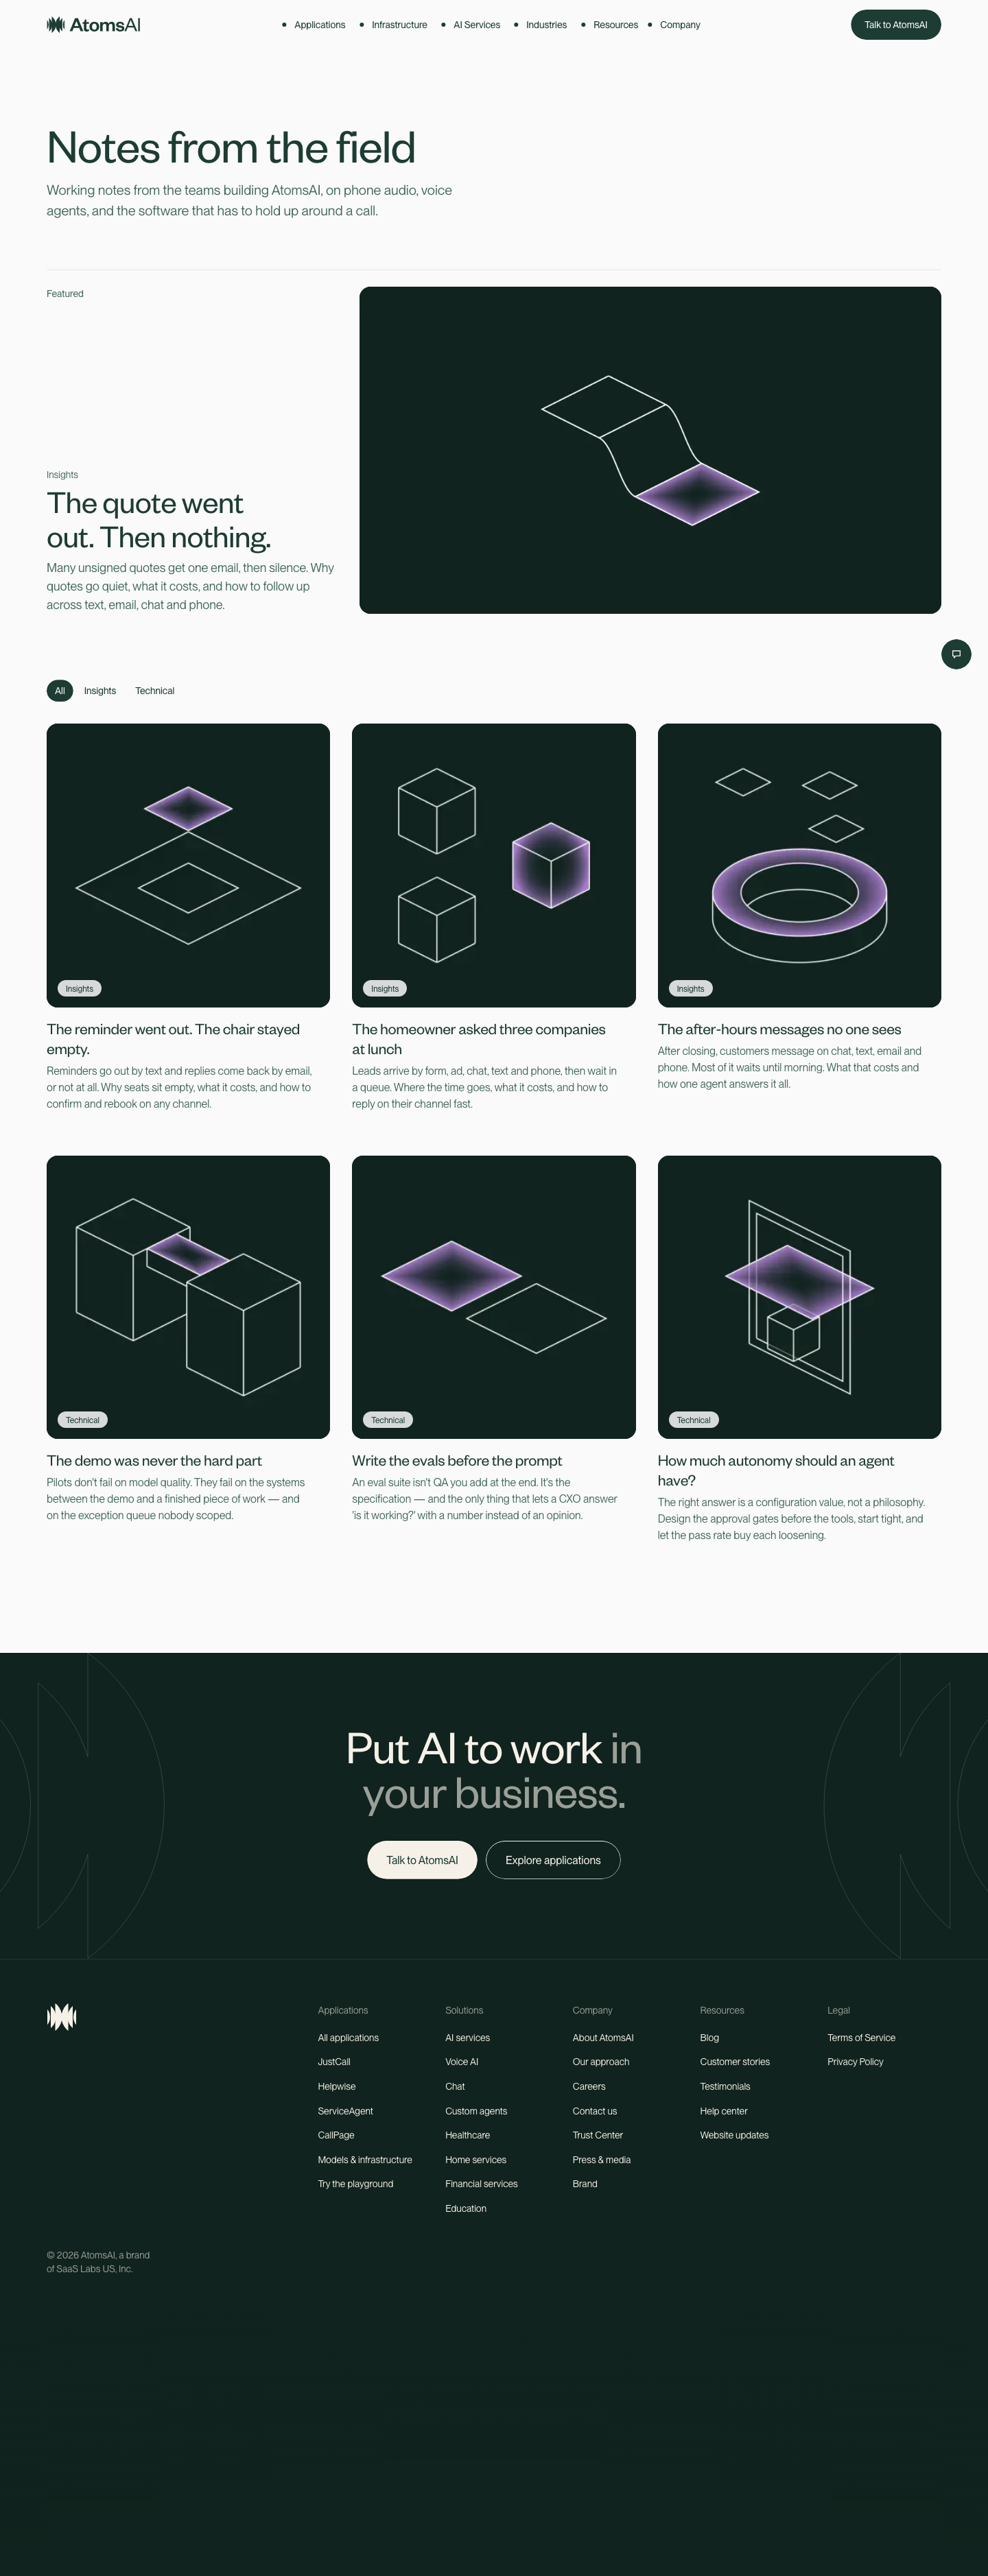 AtomsAI
Applications
Infrastructure
AI Services
Industries
Resources
Company
Talk to AtomsAI
Notes from the field
Working notes from the teams building AtomsAI, on phone audio, voice
agents, and the software that has to hold up around a call.
Featured
Insights
The quote went
out. Then nothing.
Many unsigned quotes get one email, then silence. Why
quotes go quiet, what it costs, and how to follow up
across text, email, chat and phone.
All
Insights
Technical
Insights
The reminder went out. The chair stayed
empty.
Reminders go out by text and replies come back by email,
or not at all. Why seats sit empty, what it costs, and how to
confirm and rebook on any channel.
Insights
The homeowner asked three companies
at lunch
Leads arrive by form, ad, chat, text and phone, then wait in
a queue. Where the time goes, what it costs, and how to
reply on their channel fast.
Insights
The after-hours messages no one sees
After closing, customers message on chat, text, email and
phone. Most of it waits until morning. What that costs and
how one agent answers it all.
Technical
The demo was never the hard part
Pilots don't fail on model quality. They fail on the systems
between the demo and a finished piece of work — and
on the exception queue nobody scoped.
Technical
Write the evals before the prompt
An eval suite isn't QA you add at the end. It's the
specification — and the only thing that lets a CXO answer
'is it working?' with a number instead of an opinion.
Technical
How much autonomy should an agent
have?
The right answer is a configuration value, not a philosophy.
Design the approval gates before the tools, start tight, and
let the pass rate buy each loosening.
Put AI to work in
your business.
Talk to AtomsAI
Explore applications
Applications
All applications
JustCall
Helpwise
ServiceAgent
CallPage
Models & infrastructure
Try the playground
Solutions
AI services
Voice AI
Chat
Custom agents
Healthcare
Home services
Financial services
Education
Company
About AtomsAI
Our approach
Careers
Contact us
Trust Center
Press & media
Brand
Resources
Blog
Customer stories
Testimonials
Help center
Website updates
Legal
Terms of Service
Privacy Policy
© 2026 AtomsAI, a brand
of SaaS Labs US, Inc.